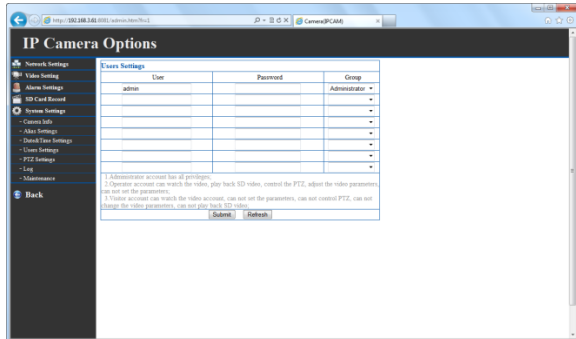 http://192.168.1.61:8081/admin.htm?h=1
Camera(IPCAM)
IP Camera Options
Network Settings
Video Setting
Alarm Settings
SD Card Record
System Settings
- Camera Info
- Alias Settings
- Date&Time Settings
- Users Settings
- PTZ Settings
- Log
- Maintenance
Back
Users Settings
User Password Group
admin Administrator
1.Administrator account has all privileges;
2.Operator account can watch the video, play back SD video, control the PTZ, adjust the video parameters,
can not set the parameters;
3.Visitor account can watch the video account, can not set the parameters, can not control PTZ, can not
change the video parameters, can not play back SD video;
Submit Refresh